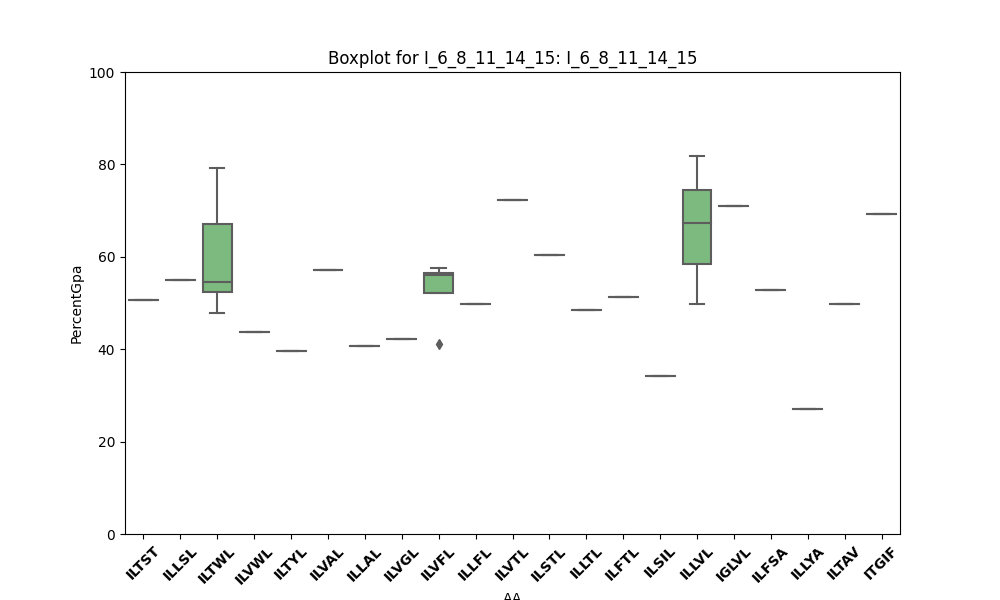 Boxplot for I_6_8_11_14_15: I_6_8_11_14_15
100
80
60
40
20
0
PercentGpa
ILTST
ILLSL
ILTWL
ILVWL
ILTYL
ILVAL
ILLAL
ILVGL
ILVFL
ILLFL
ILVTL
ILSTL
ILLTL
ILFTL
ILSIL
ILLVL
IGLVL
ILFSA
ILLYA
ILTAV
ITGIF
AA